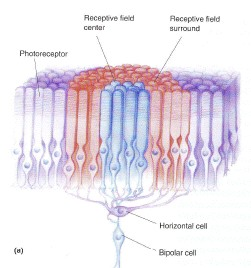 Receptive field
center
Receptive field
surround
Photoreceptor
Horizontal cell
Bipolar cell
(a)